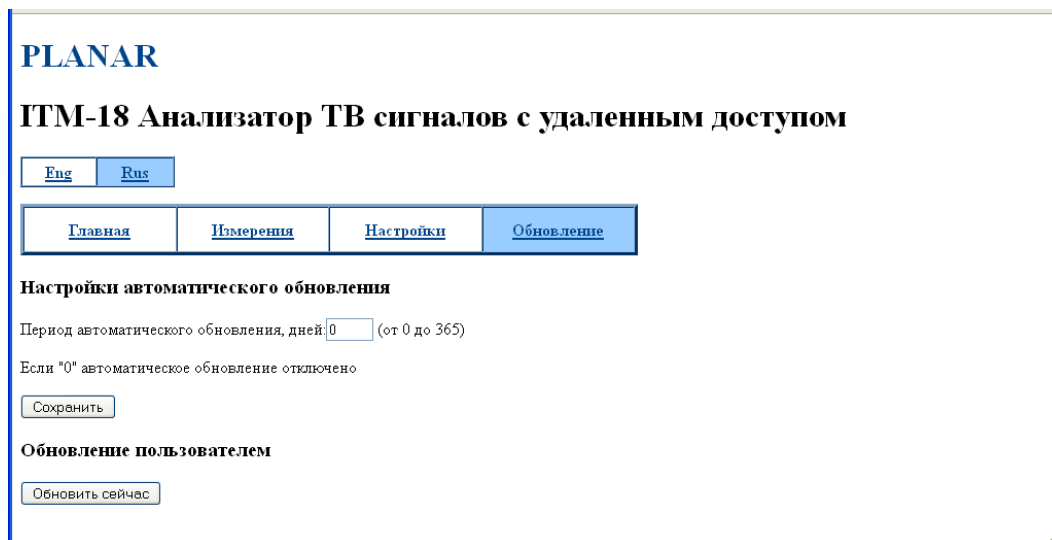 PLANAR
ITM-18 Анализатор ТВ сигналов с удаленным доступом
Eng Rus
Главная Измерения Настройки Обновление
Настройки автоматического обновления
Период автоматического обновления, дней: 0 (от 0 до 365)
Если "0" автоматическое обновление отключено
Сохранить
Обновление пользователем
Обновить сейчас